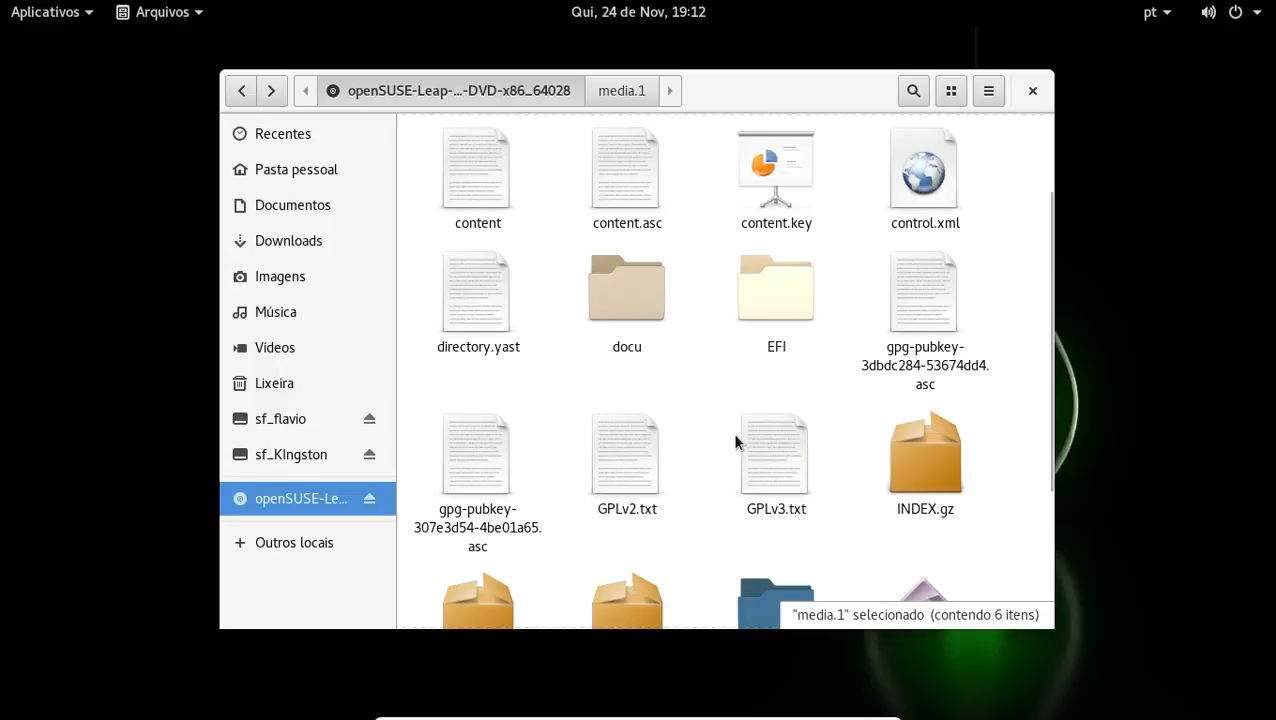 Aplicativos
Arquivos
Qui, 24 de Nov, 19:12
pt
openSUSE-Leap-...-DVD-x86_64028
media.1
Recentes
Pasta pessoal
Documentos
Downloads
Imagens
Música
Vídeos
Lixeira
sf_flavio
sf_KIngston
openSUSE-Le...
Outros locais
content
content.asc
content.key
control.xml
directory.yast
docu
EFI
gpg-pubkey-
3dbdc284-53674dd4.
asc
gpg-pubkey-
307e3d54-4be01a65.
asc
GPLv2.txt
GPLv3.txt
INDEX.gz
"media.1" selecionado (contendo 6 itens)